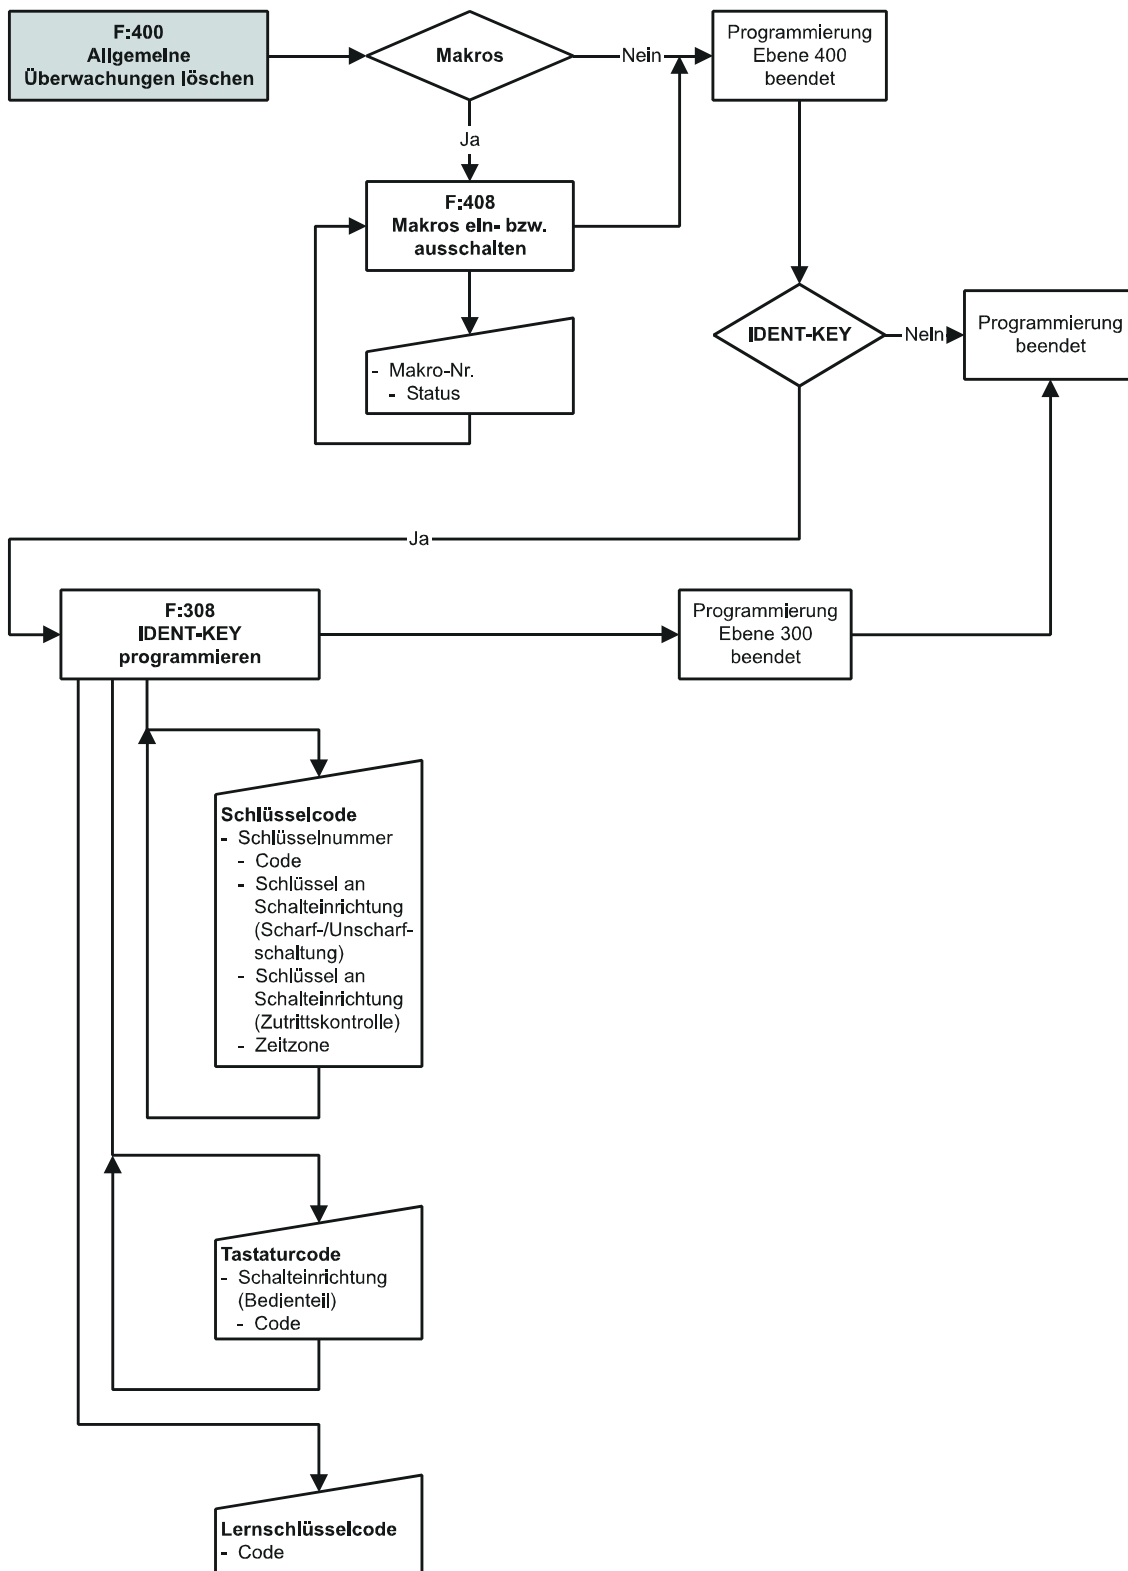 F:400
Allgemeine
Überwachungen löschen
Makros
Nein
Programmierung
Ebene 400
beendet
Ja
F:408
Makros ein- bzw.
ausschalten
- Makro-Nr.
- Status
IDENT-KEY
Nein
Programmierung
beendet
Ja
F:308
IDENT-KEY
programmieren
Programmierung
Ebene 300
beendet
Schlüsselcode
- Schlüsselnummer
- Code
- Schlüssel an
Schalteinrichtung
(Scharf-/Unscharf-
schaltung)
- Schlüssel an
Schalteinrichtung
(Zutrittskontrolle)
- Zeitzone
Tastaturcode
- Schalteinrichtung
(Bedienteil)
- Code
Lernschlüsselcode
- Code